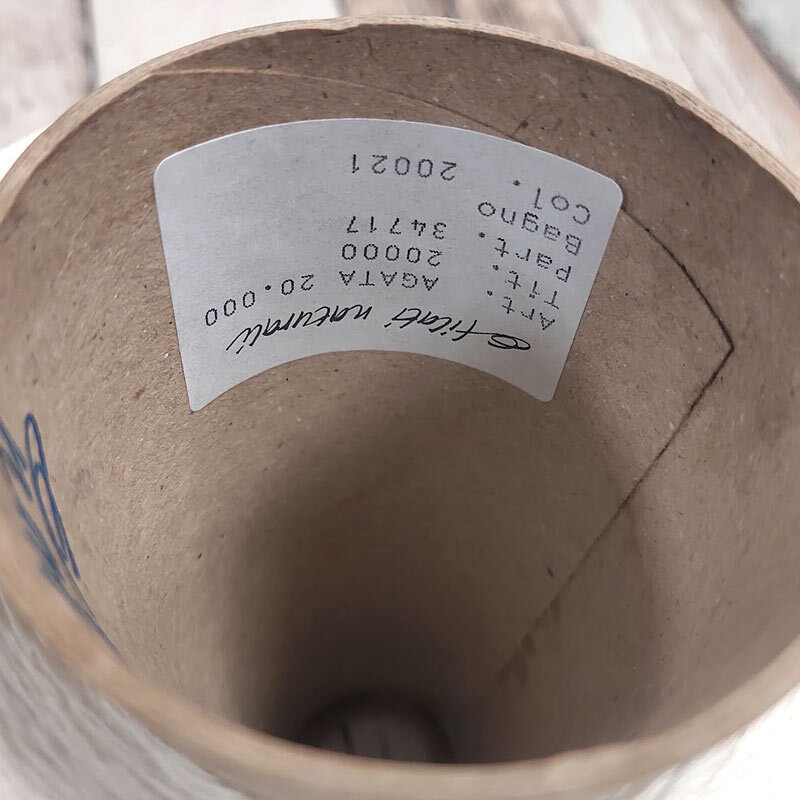 filati naturali
Art. AGATA 20.000
Tit. 20000
Part. 34717
Bagno
Col. 20021